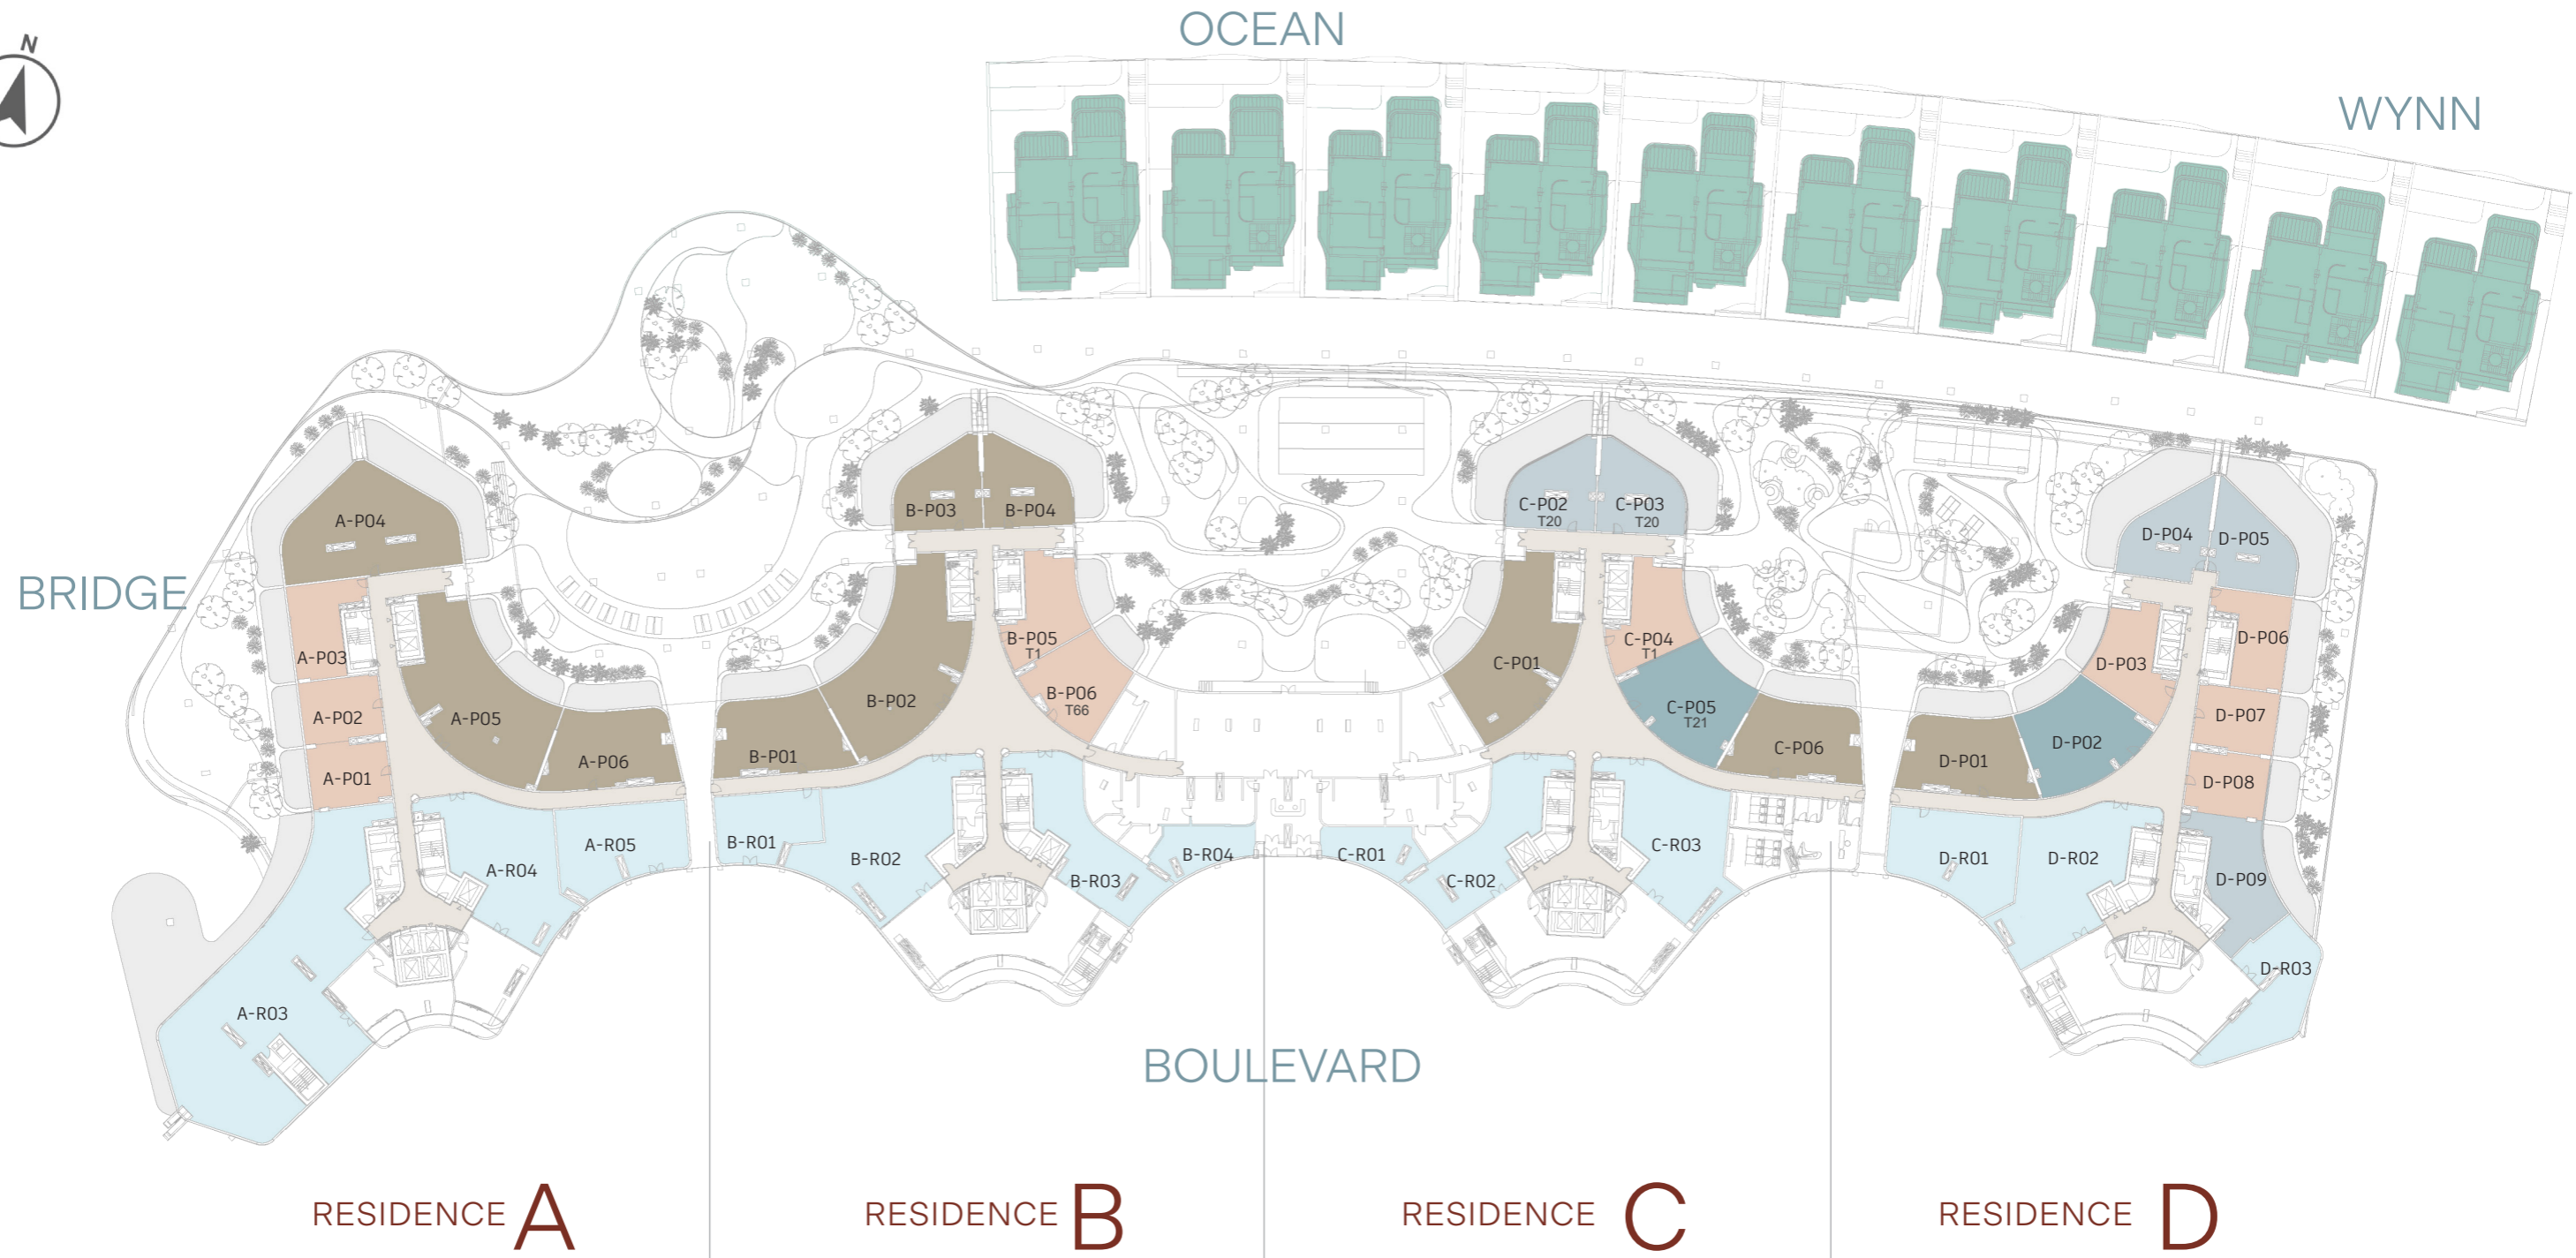 N
OCEAN
WYNN
BRIDGE
A-P04
A-P03
A-P02
A-P01
A-P05
A-P06
A-R03
A-R04
A-R05
B-P03
B-P04
B-P05
T1
B-P06
T66
B-P02
B-P01
B-R01
B-R02
B-R03
B-R04
C-P02
T20
C-P03
T20
C-P01
C-P04
T1
C-P05
T21
C-P06
C-R01
C-R02
C-R03
D-P04
D-P05
D-P03
D-P06
D-P07
D-P02
D-P01
D-P08
D-R01
D-R02
D-P09
D-R03
BOULEVARD
RESIDENCE A
RESIDENCE B
RESIDENCE C
RESIDENCE D